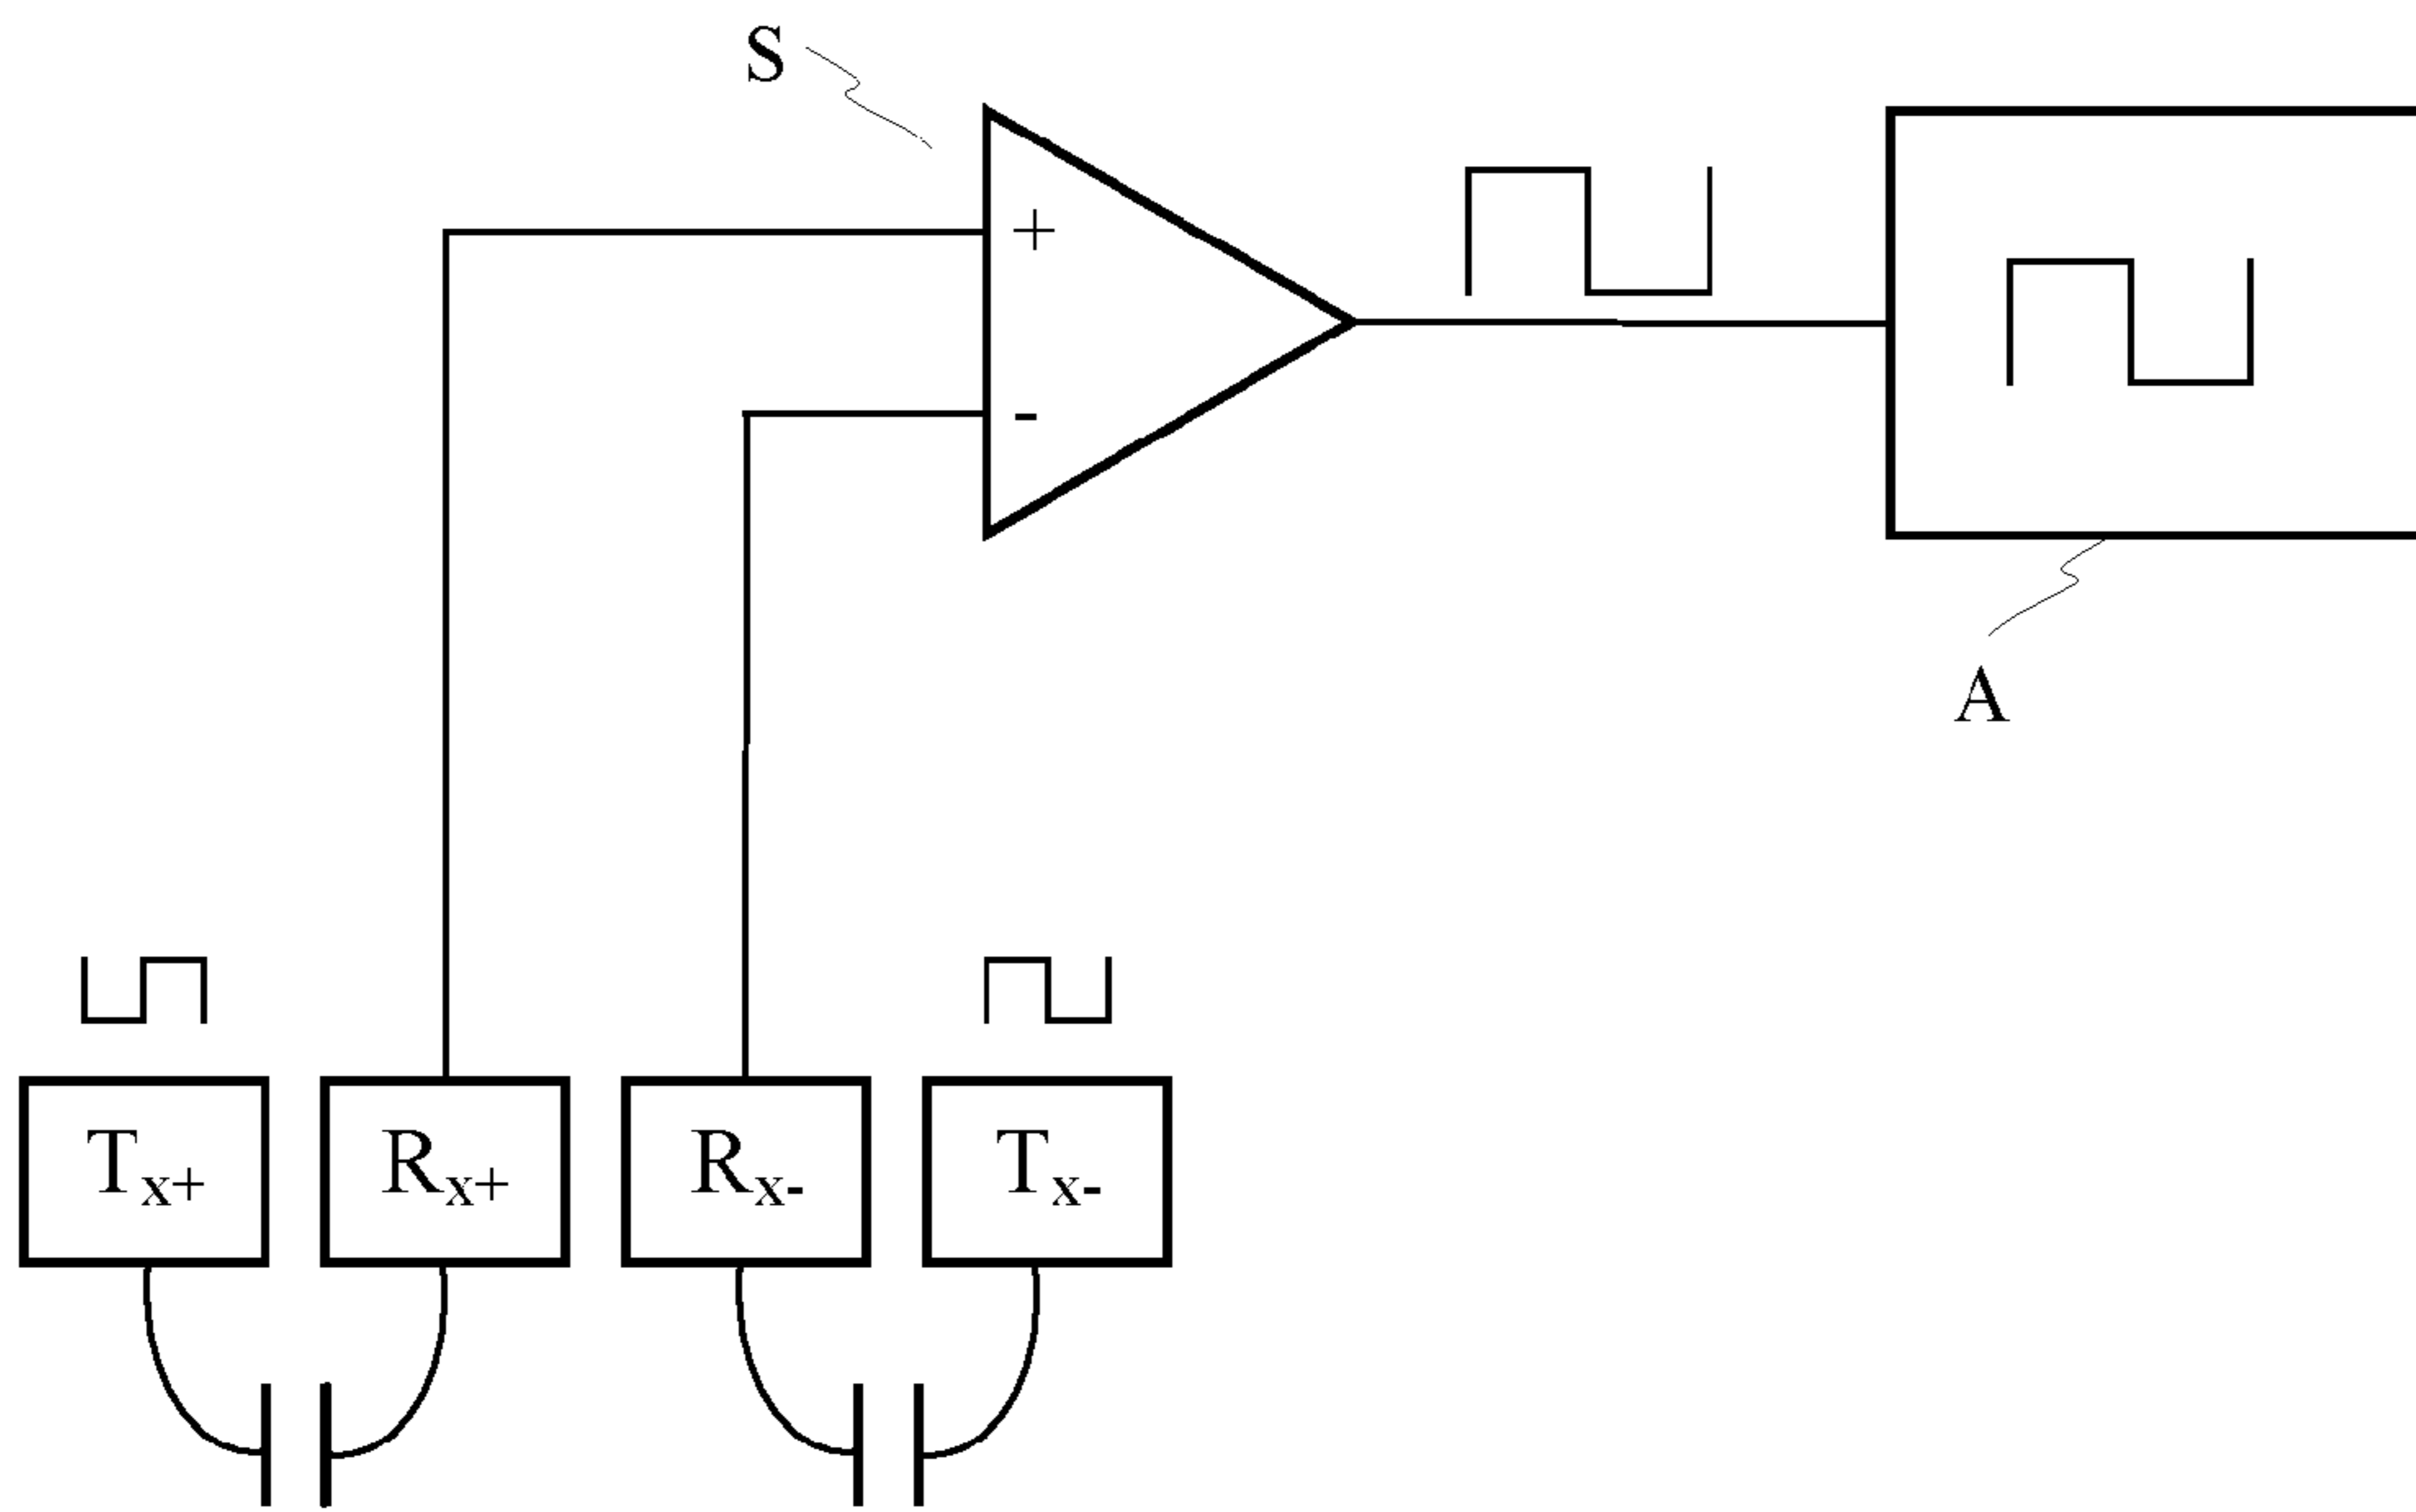 S
+
-
A
Tx+ Rx+ Rx- Tx-